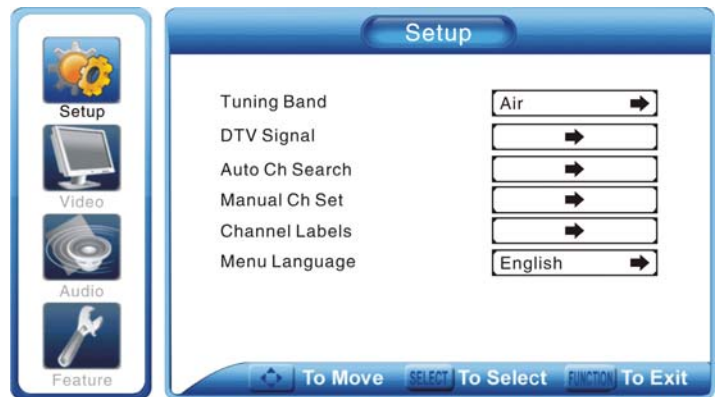 Setup
Video
Audio
Feature
Setup
Tuning Band Air
DTV Signal
Auto Ch Search
Manual Ch Set
Channel Labels
Menu Language English
To Move SELECT To Select FUNCTION To Exit